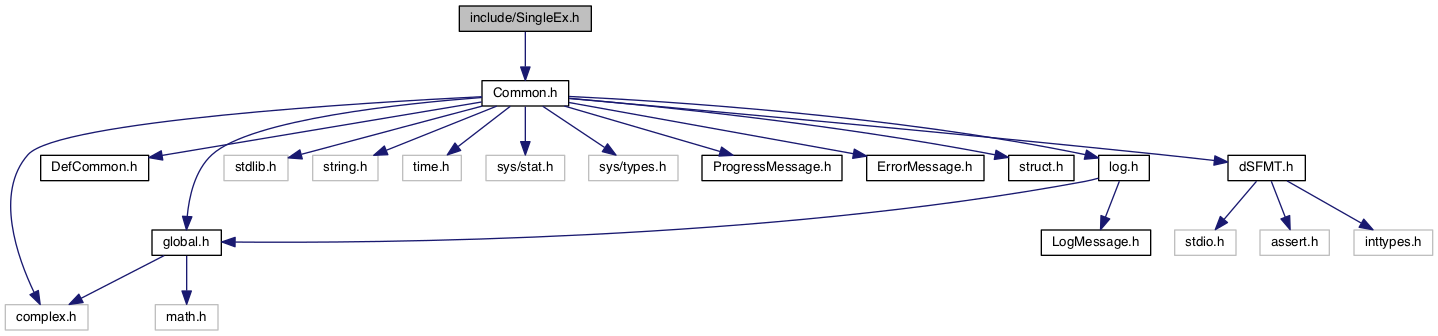 include/SingleEx.h
Common.h
DefCommon.h
stdlib.h
string.h
time.h
sys/stat.h
sys/types.h
ProgressMessage.h
ErrorMessage.h
struct.h
log.h
dSFMT.h
global.h
LogMessage.h
stdio.h
assert.h
inttypes.h
complex.h
math.h